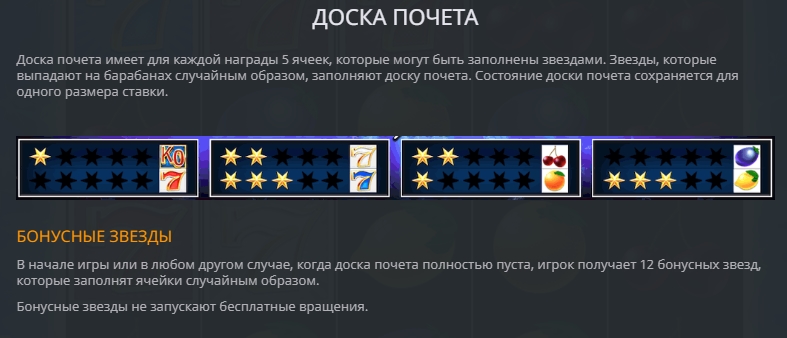 ДОСКА ПОЧЕТА
Доска почета имеет для каждой награды 5 ячеек, которые могут быть заполнены звездами. Звезды, которые
выпадают на барабанах случайным образом, заполняют доску почета. Состояние доски почета сохраняется для
одного размера ставки.
КО 7
7 7
БОНУСНЫЕ ЗВЕЗДЫ
В начале игры или в любом другом случае, когда доска почета полностью пуста, игрок получает 12 бонусных звезд,
которые заполнят ячейки случайным образом.
Бонусные звезды не запускают бесплатные вращения.